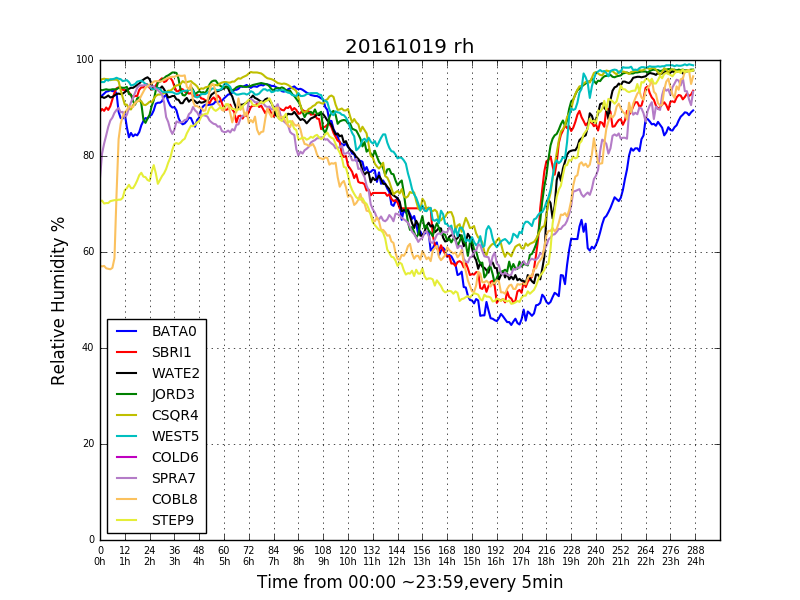 20161019 rh
Relative Humidity %
100
80
60
40
20
0
BATA0
SBRI1
WATE2
JORD3
CSQR4
WEST5
COLD6
SPRA7
COBL8
STEP9
0 12 24 36 48 60 72 84 96 108 120 132 144 156 168 180 192 204 216 228 240 252 264 276 288
0h 1h 2h 3h 4h 5h 6h 7h 8h 9h 10h 11h 12h 13h 14h 15h 16h 17h 18h 19h 20h 21h 22h 23h 24h
Time from 00:00 ~23:59,every 5min